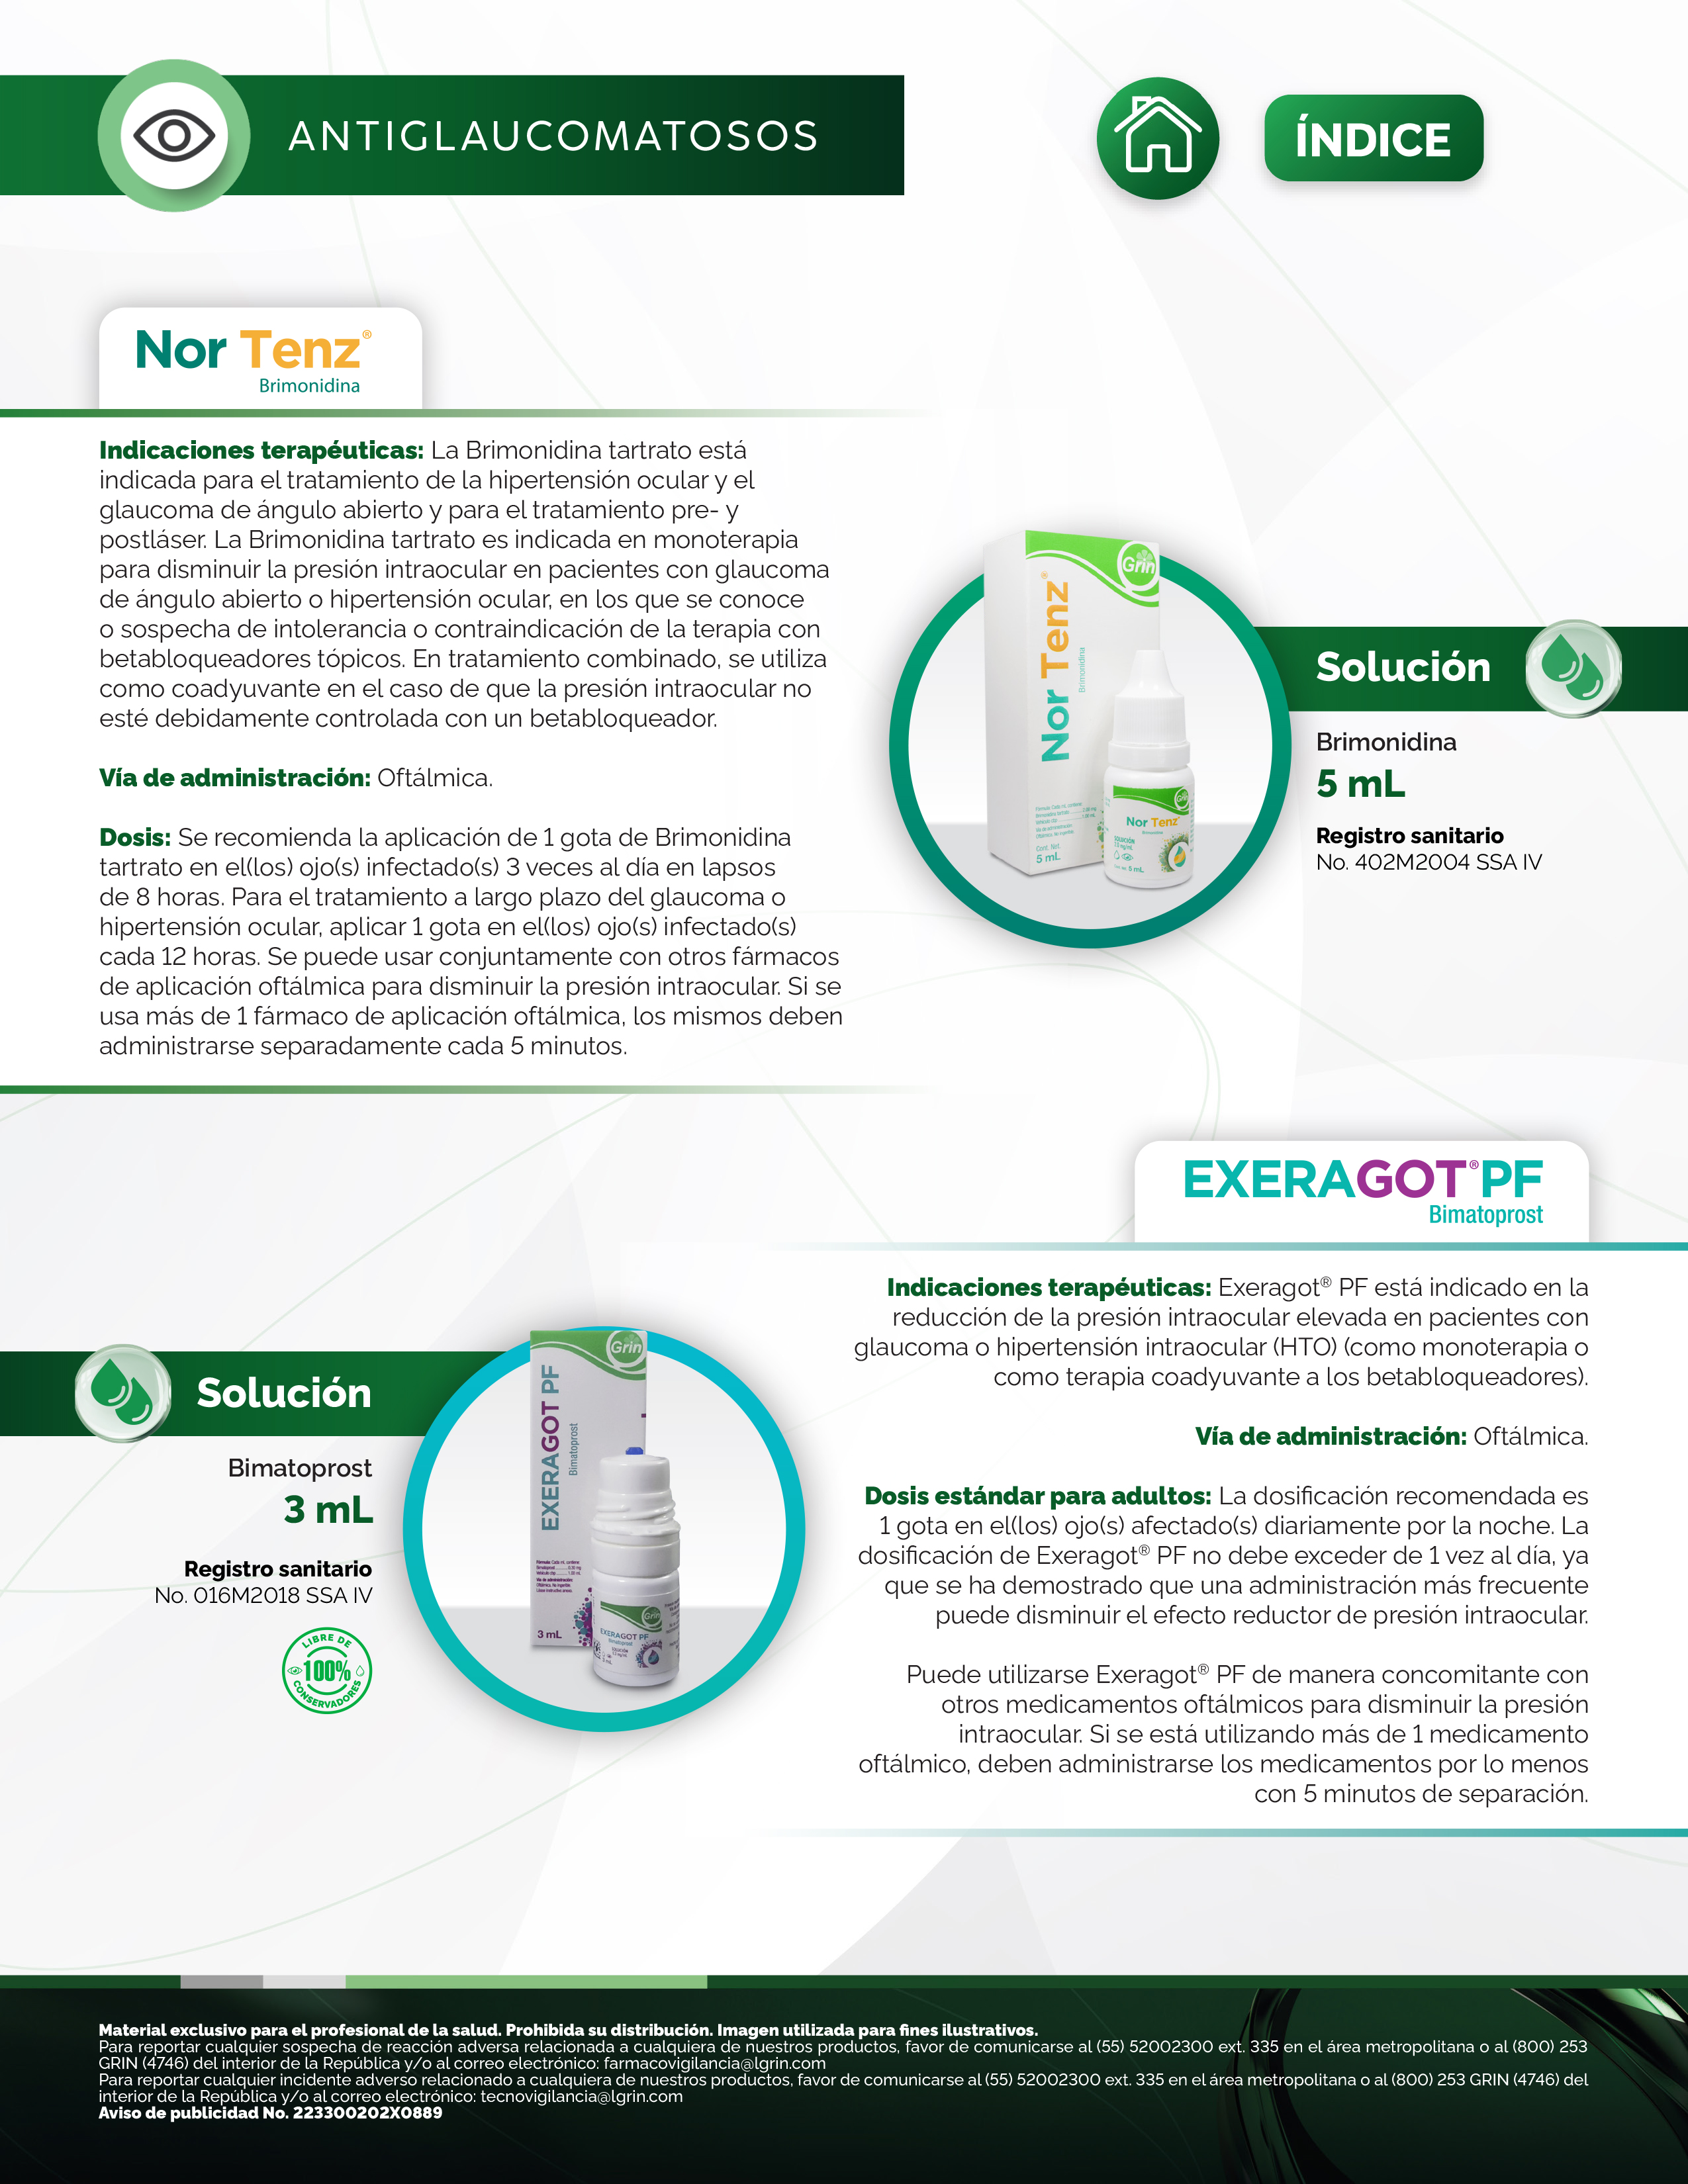 ANTIGLAUCOMATOSOS
ÍNDICE
Nor Tenz®
Brimonidina
Indicaciones terapéuticas: La Brimonidina tartrato está
indicada para el tratamiento de la hipertensión ocular y el
glaucoma de ángulo abierto y para el tratamiento pre- y
postláser. La Brimonidina tartrato es indicada en monoterapia
para disminuir la presión intraocular en pacientes con glaucoma
de ángulo abierto o hipertensión ocular, en los que se conoce
o sospecha de intolerancia o contraindicación de la terapia con
betabloqueadores tópicos. En tratamiento combinado, se utiliza
como coadyuvante en el caso de que la presión intraocular no
esté debidamente controlada con un betabloqueador.
Vía de administración: Oftálmica.
Dosis: Se recomienda la aplicación de 1 gota de Brimonidina
tartrato en el(los) ojo(s) infectado(s) 3 veces al día en lapsos
de 8 horas. Para el tratamiento a largo plazo del glaucoma o
hipertensión ocular, aplicar 1 gota en el(los) ojo(s) infectado(s)
cada 12 horas. Se puede usar conjuntamente con otros fármacos
de aplicación oftálmica para disminuir la presión intraocular. Si se
usa más de 1 fármaco de aplicación oftálmica, los mismos deben
administrarse separadamente cada 5 minutos.
Grin
Nor Tenz®
Brimonidina
Cont. Net.
5 mL
Grin
Nor Tenz
5 mL
Solución
Brimonidina
5 mL
Registro sanitario
No. 402M2004 SSA IV
EXERAGOT®PF
Bimatoprost
Indicaciones terapéuticas: Exeragot® PF está indicado en la
reducción de la presión intraocular elevada en pacientes con
glaucoma o hipertensión intraocular (HTO) (como monoterapia o
como terapia coadyuvante a los betabloqueadores).
Vía de administración: Oftálmica.
Dosis estándar para adultos: La dosificación recomendada es
1 gota en el(los) ojo(s) afectado(s) diariamente por la noche. La
dosificación de Exeragot® PF no debe exceder de 1 vez al día, ya
que se ha demostrado que una administración más frecuente
puede disminuir el efecto reductor de presión intraocular.
Puede utilizarse Exeragot® PF de manera concomitante con
otros medicamentos oftálmicos para disminuir la presión
intraocular. Si se está utilizando más de 1 medicamento
oftálmico, deben administrarse los medicamentos por lo menos
con 5 minutos de separación.
Solución
Bimatoprost
3 mL
Registro sanitario
No. 016M2018 SSA IV
LIBRE DE
100%
CONSERVADORES
Grin
EXERAGOT PF
Bimatoprost
3 mL
Grin
EXERAGOT PF
Bimatoprost
Material exclusivo para el profesional de la salud. Prohibida su distribución. Imagen utilizada para fines ilustrativos.
Para reportar cualquier sospecha de reacción adversa relacionada a cualquiera de nuestros productos, favor de comunicarse al (55) 52002300 ext. 335 en el área metropolitana o al (800) 253
GRIN (4746) del interior de la República y/o al correo electrónico: farmacovigilancia@lgrin.com
Para reportar cualquier incidente adverso relacionado a cualquiera de nuestros productos, favor de comunicarse al (55) 52002300 ext. 335 en el área metropolitana o al (800) 253 GRIN (4746) del
interior de la República y/o al correo electrónico: tecnovigilancia@lgrin.com
Aviso de publicidad No. 223300202X0889